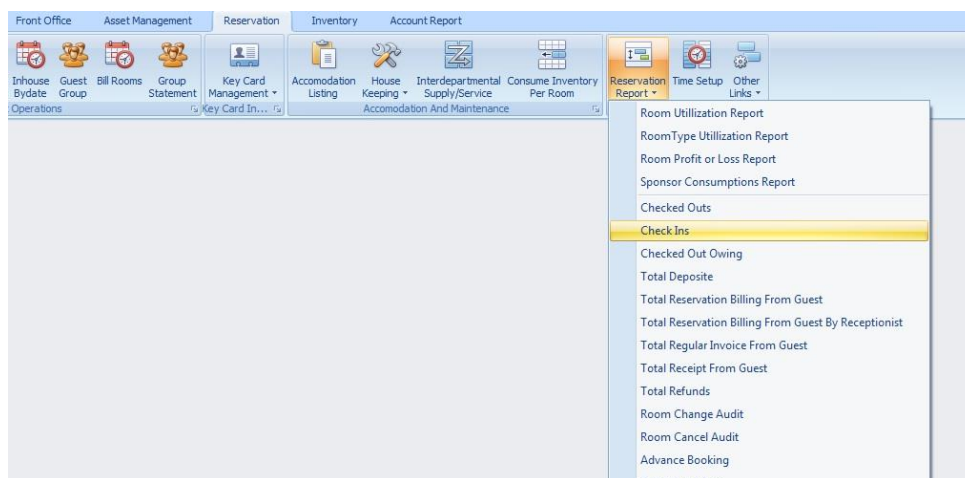 Front Office Asset Management Reservation Inventory Account Report
Inhouse Bydate
Guest Group
Bill Rooms
Group Statement
Key Card Management
Accomodation Listing
House Keeping
Interdepartmental Supply/Service
Consume Inventory Per Room
Reservation Report
Time Setup
Other Links
Operations Key Card In... Accomodation And Maintenance
Room Utillization Report
RoomType Utillization Report
Room Profit or Loss Report
Sponsor Consumptions Report
Checked Outs
Check Ins
Checked Out Owing
Total Deposite
Total Reservation Billing From Guest
Total Reservation Billing From Guest By Receptionist
Total Regular Invoice From Guest
Total Receipt From Guest
Total Refunds
Room Change Audit
Room Cancel Audit
Advance Booking